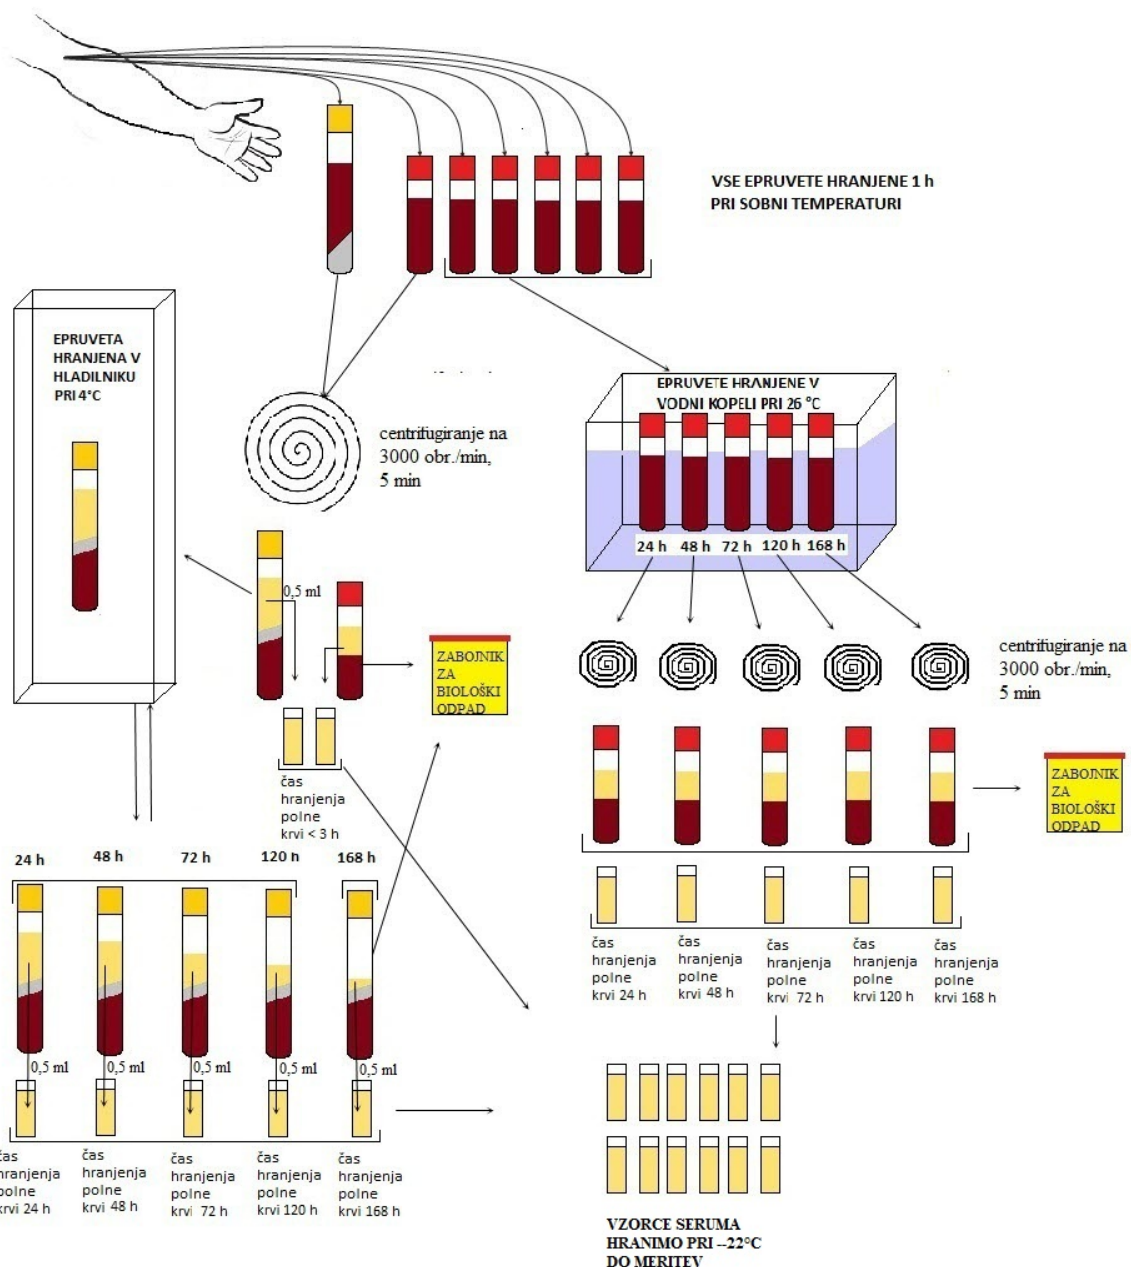 VSE EPRUVETE HRANJENE 1 h
PRI SOBNI TEMPERATURI
EPRUVETA
HRANJENA V
HLADILNIKU
PRI 4°C
centrifugiranje na
3000 obr./min,
5 min
EPRUVETE HRANJENE V
VODNI KOPELI PRI 26 °C
24 h 48 h 72 h 120 h 168 h
0,5 ml
ZABOJNIK
ZA
BIOLOŠKI
ODPAD
centrifugiranje na
3000 obr./min,
5 min
čas
hranjenja
polne
krvi < 3 h
ZABOJNIK
ZA
BIOLOŠKI
ODPAD
24 h 48 h 72 h 120 h 168 h
čas
hranjenja
polne
krvi 24 h
čas
hranjenja
polne
krvi 48 h
čas
hranjenja
polne
krvi 72 h
čas
hranjenja
polne
krvi 120 h
čas
hranjenja
polne
krvi 168 h
0,5 ml 0,5 ml 0,5 ml 0,5 ml 0,5 ml
čas
hranjenja
polne
krvi 24 h
čas
hranjenja
polne
krvi 48 h
čas
hranjenja
polne
krvi 72 h
čas
hranjenja
polne
krvi 120 h
čas
hranjenja
polne
krvi 168 h
VZORCE SERUMA
HRANIMO PRI --22°C
DO MERITEV